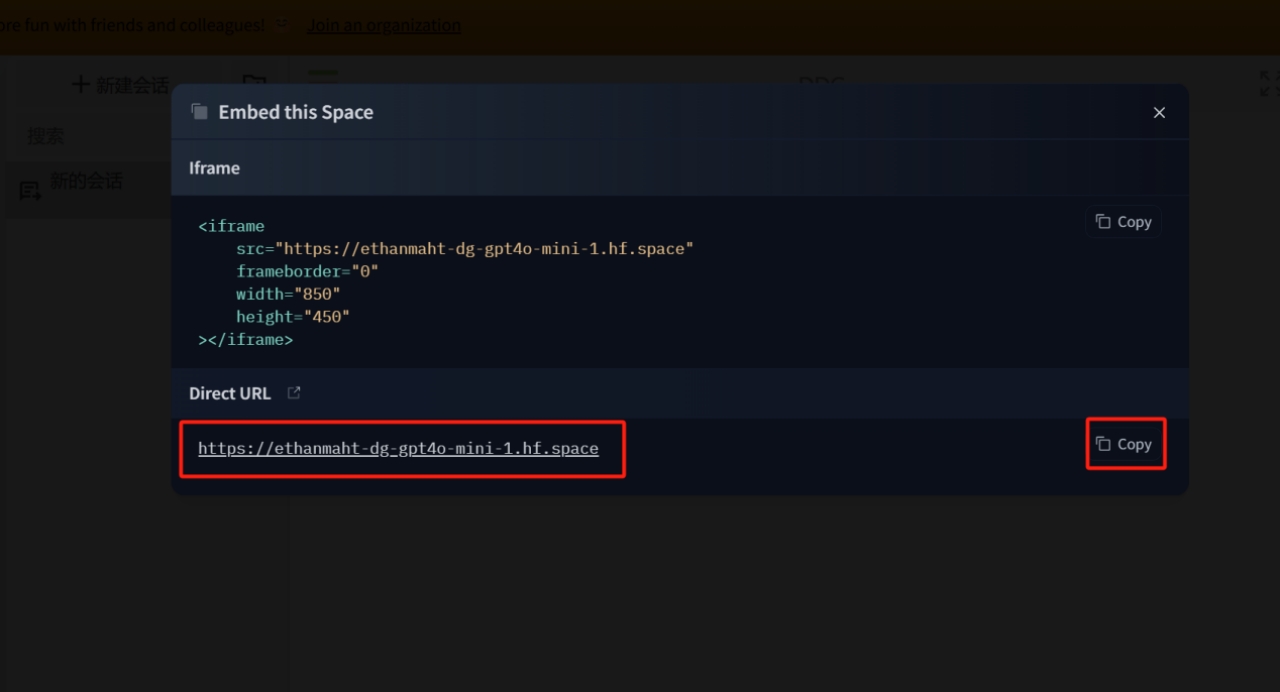 ore fun with friends and colleagues! Join an organization
新建会话
搜索
新的会话
Embed this Space
Iframe
Copy
<iframe
src="https://ethanmaht-dg-gpt4o-mini-1.hf.space"
frameborder="0"
width="850"
height="450"
></iframe>
Direct URL
https://ethanmaht-dg-gpt4o-mini-1.hf.space
Copy